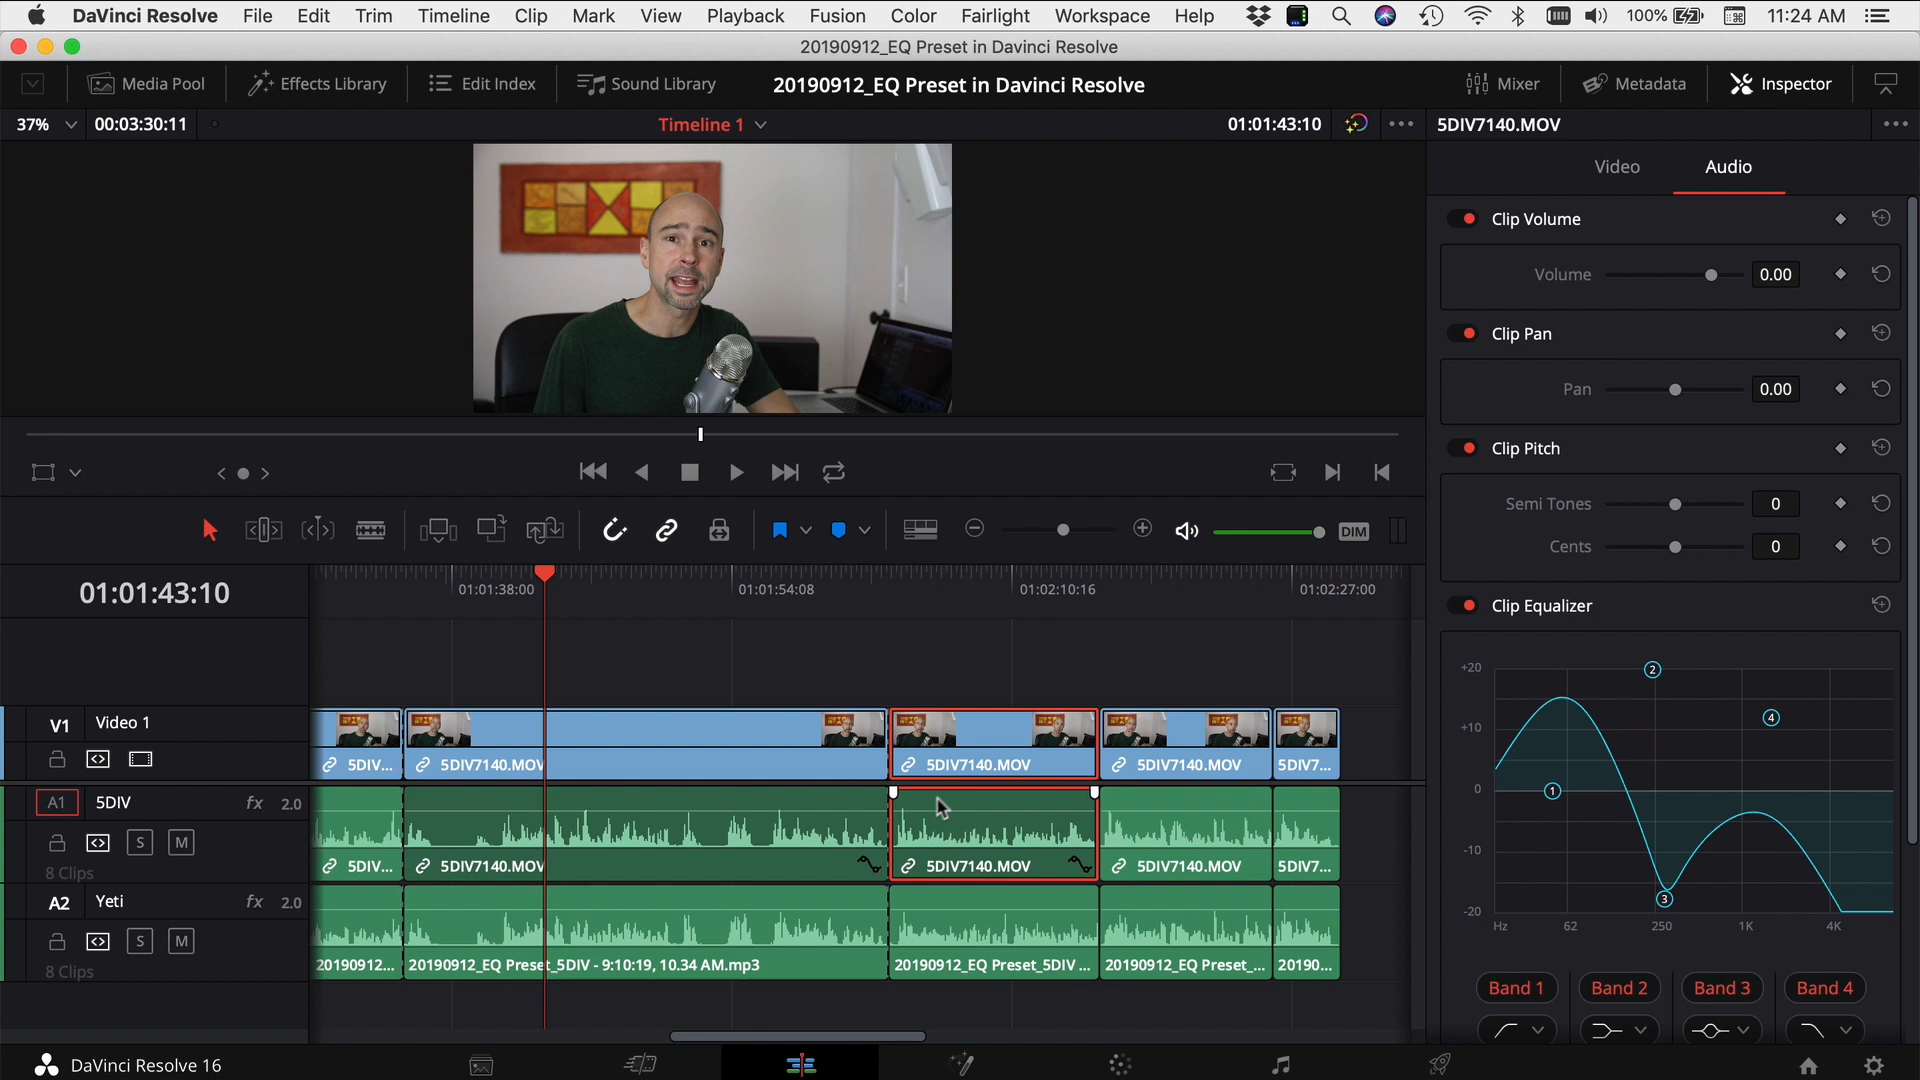 DaVinci Resolve File Edit Trim Timeline Clip Mark View Playback Fusion Color Fairlight Workspace Help 100% 11:24 AM
20190912_EQ Preset in Davinci Resolve
Media Pool Effects Library Edit Index Sound Library 20190912_EQ Preset in Davinci Resolve Mixer Metadata Inspector
37% 00:03:30:11 Timeline 1 01:01:43:10 5DIV7140.MOV
Video Audio
Clip Volume
Volume 0.00
Clip Pan
Pan 0.00
Clip Pitch
Semi Tones 0
Cents 0
DIM
01:01:43:10 01:01:38:00 01:01:54:08 01:02:10:16 01:02:27:00
Clip Equalizer
+20 2
+10 4
0 1
-10
3
-20
Hz 62 250 1K 4K
Band 1 Band 2 Band 3 Band 4
V1 Video 1
5DIV... 5DIV7140.MOV 5DIV7140.MOV 5DIV7140.MOV 5DIV7...
A1 5DIV fx 2.0
S M
8 Clips
5DIV... 5DIV7140.MOV 5DIV7140.MOV 5DIV7140.MOV 5DIV7...
A2 Yeti fx 2.0
S M
8 Clips
20190912... 20190912_EQ Preset_5DIV - 9:10:19, 10.34 AM.mp3 20190912_EQ Preset_5DIV ... 20190912_EQ Preset_... 20190...
DaVinci Resolve 16